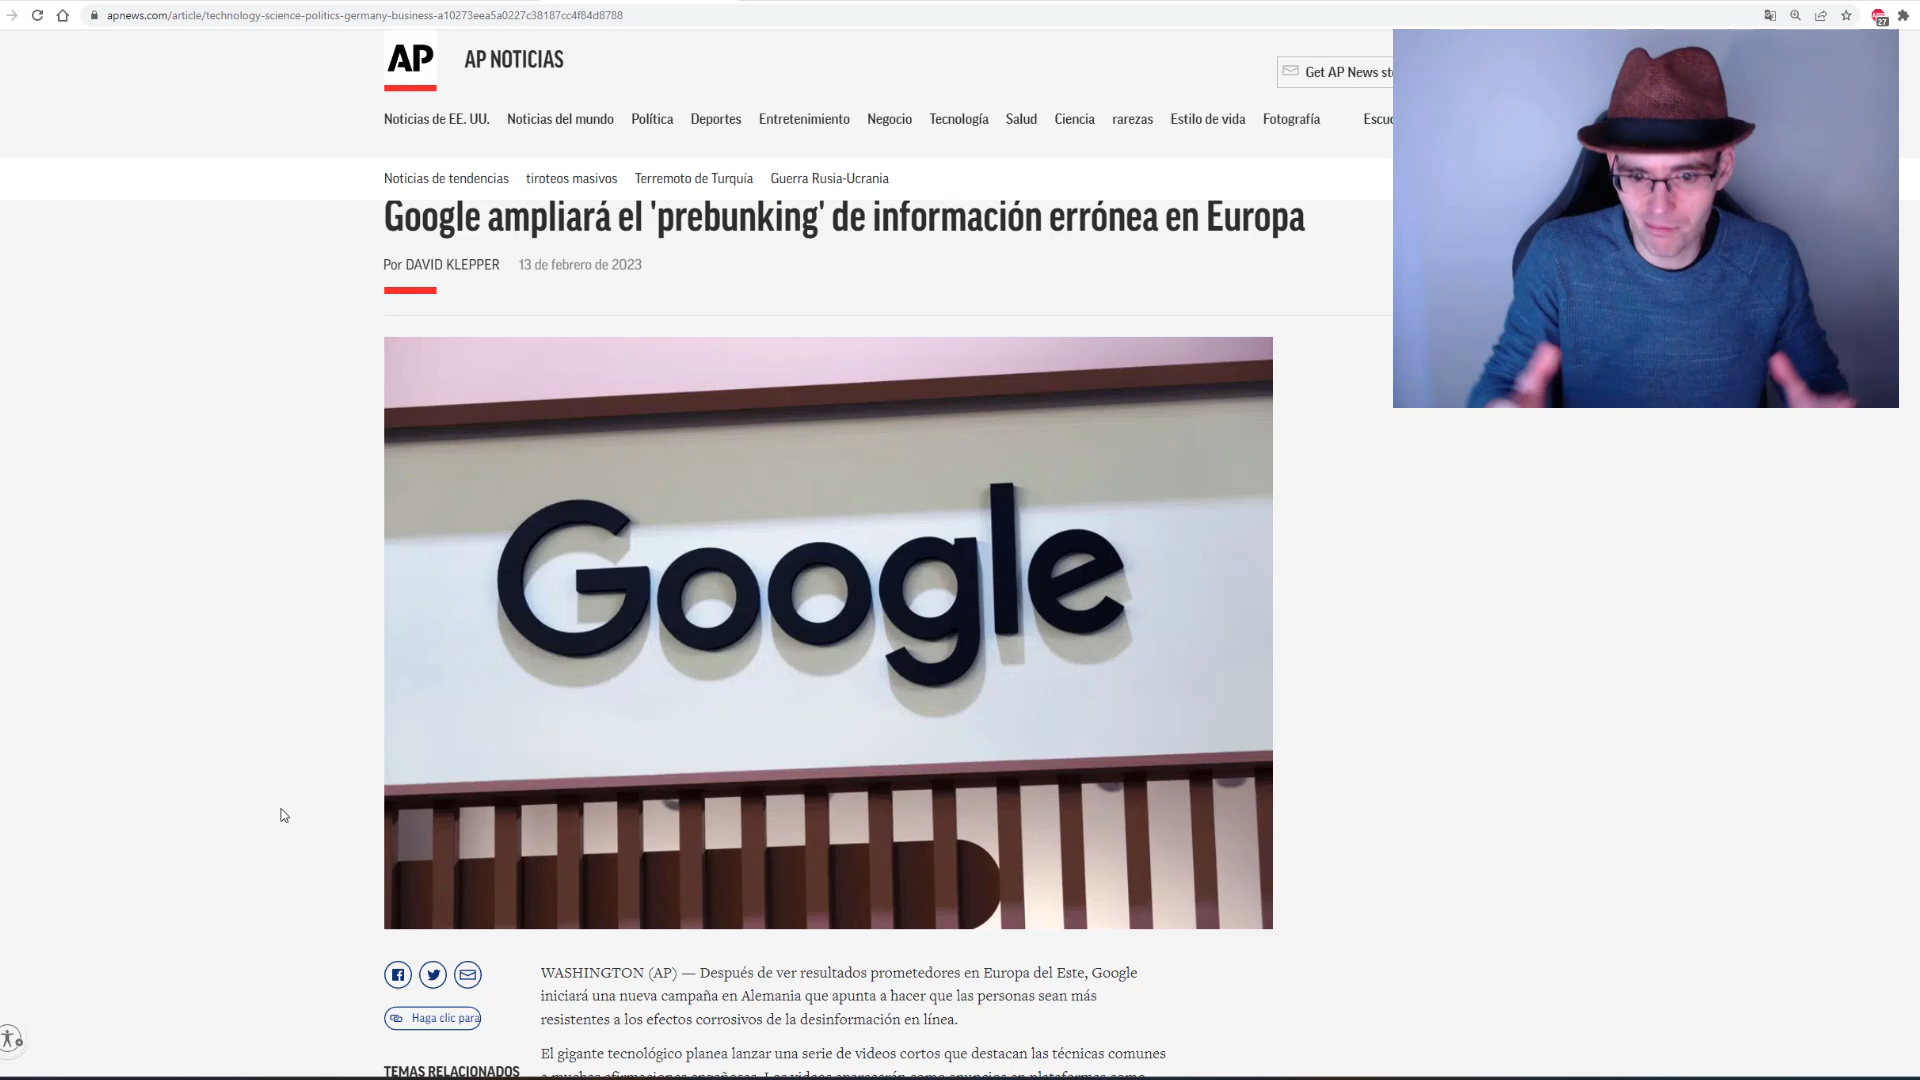 apnews.com/article/technology-science-politics-germany-business-a10273eea5a0227c38187cc4f84d8788
27
AP
AP NOTICIAS
Get AP News
Noticias de EE. UU.
Noticias del mundo
Política
Deportes
Entretenimiento
Negocio
Tecnología
Salud
Ciencia
rarezas
Estilo de vida
Fotografía
Noticias de tendencias
tiroteos masivos
Terremoto de Turquía
Guerra Rusia-Ucrania
Google ampliará el 'prebunking' de información errónea en Europa
Por DAVID KLEPPER
13 de febrero de 2023
Google
WASHINGTON (AP) — Después de ver resultados prometedores en Europa del Este, Google
iniciará una nueva campaña en Alemania que apunta a hacer que las personas sean más
resistentes a los efectos corrosivos de la desinformación en línea.
Haga clic para
El gigante tecnológico planea lanzar una serie de videos cortos que destacan las técnicas comunes
TEMAS RELACIONADOS